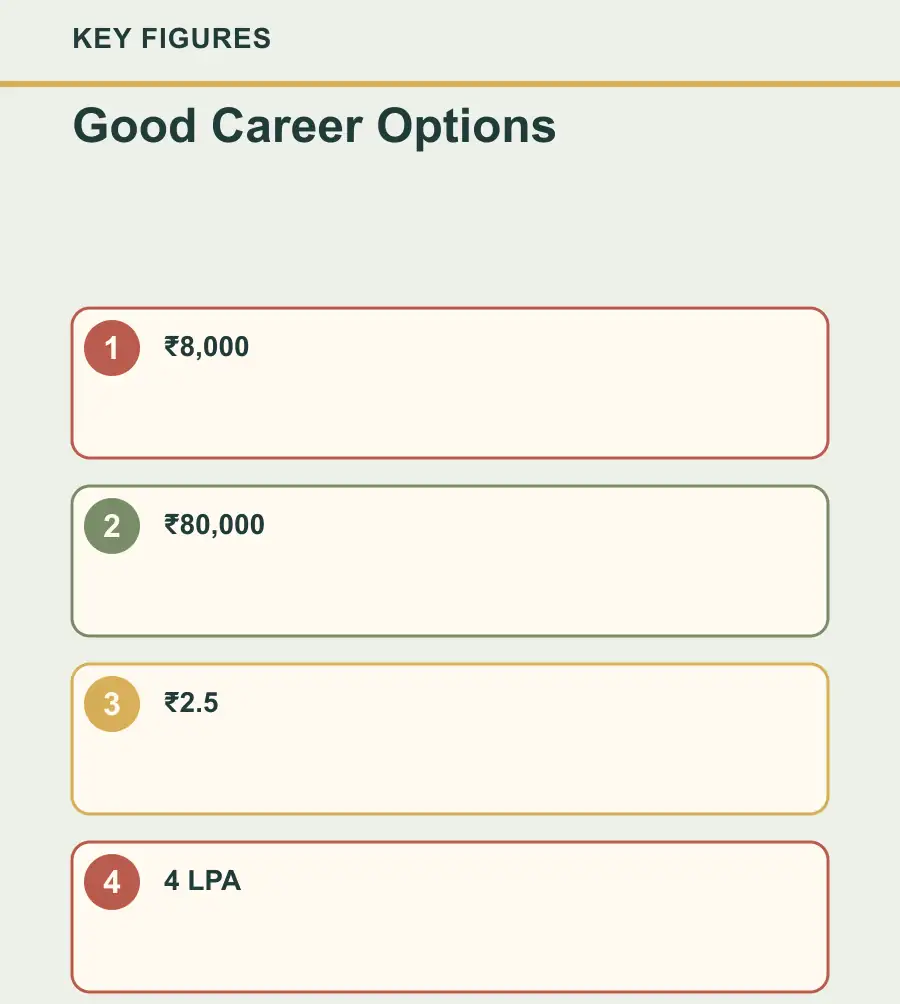 KEY FIGURES
Good Career Options
1 ₹8,000
2 ₹80,000
3 ₹2.5
4 4 LPA